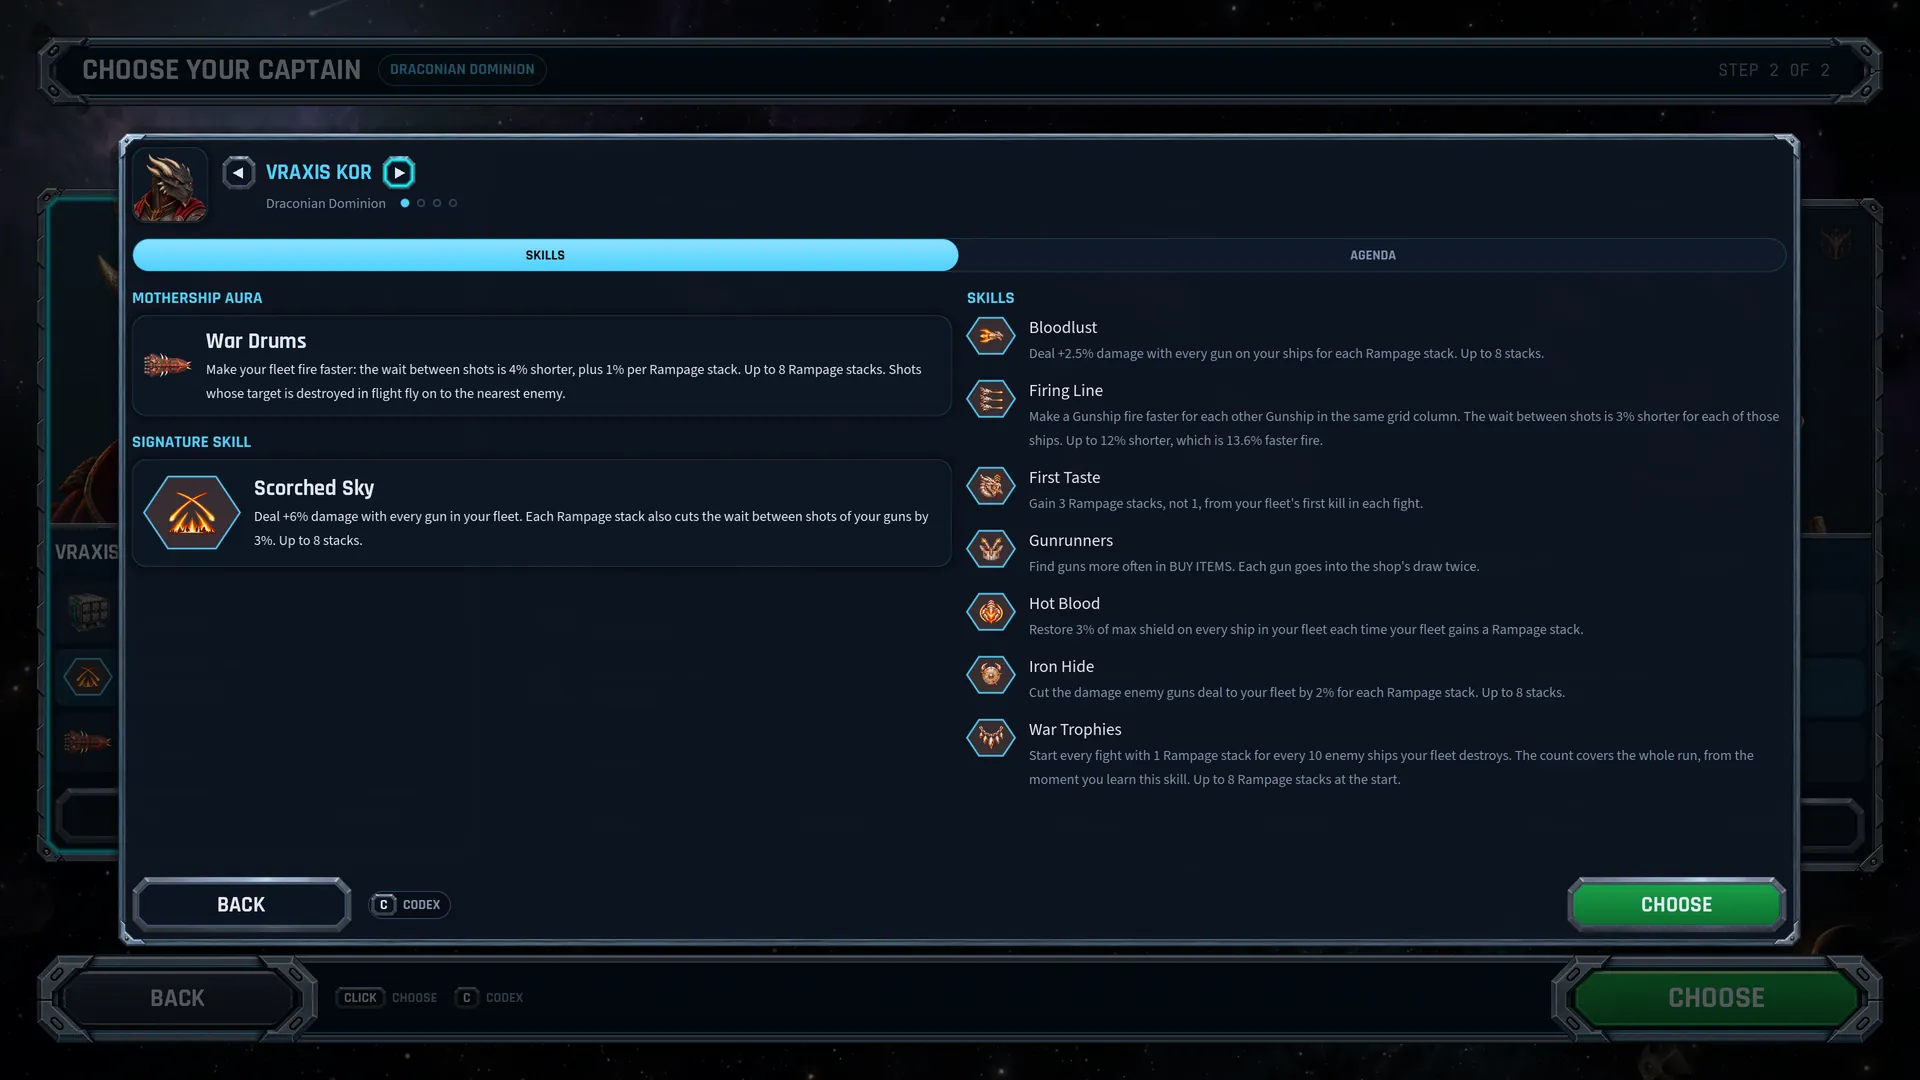 CHOOSE YOUR CAPTAIN
DRACONIAN DOMINION
STEP 2 OF 2
VRAXIS KOR
Draconian Dominion
SKILLS
AGENDA
MOTHERSHIP AURA
War Drums
Make your fleet fire faster: the wait between shots is 4% shorter, plus 1% per Rampage stack. Up to 8 Rampage stacks. Shots
whose target is destroyed in flight fly on to the nearest enemy.
SIGNATURE SKILL
Scorched Sky
Deal +6% damage with every gun in your fleet. Each Rampage stack also cuts the wait between shots of your guns by
3%. Up to 8 stacks.
SKILLS
Bloodlust
Deal +2.5% damage with every gun on your ships for each Rampage stack. Up to 8 stacks.
Firing Line
Make a Gunship fire faster for each other Gunship in the same grid column. The wait between shots is 3% shorter for each of those
ships. Up to 12% shorter, which is 13.6% faster fire.
First Taste
Gain 3 Rampage stacks, not 1, from your fleet's first kill in each fight.
Gunrunners
Find guns more often in BUY ITEMS. Each gun goes into the shop's draw twice.
Hot Blood
Restore 3% of max shield on every ship in your fleet each time your fleet gains a Rampage stack.
Iron Hide
Cut the damage enemy guns deal to your fleet by 2% for each Rampage stack. Up to 8 stacks.
War Trophies
Start every fight with 1 Rampage stack for every 10 enemy ships your fleet destroys. The count covers the whole run, from the
moment you learn this skill. Up to 8 Rampage stacks at the start.
VRAXIS
BACK
C CODEX
CHOOSE
BACK
CLICK CHOOSE C CODEX
CHOOSE